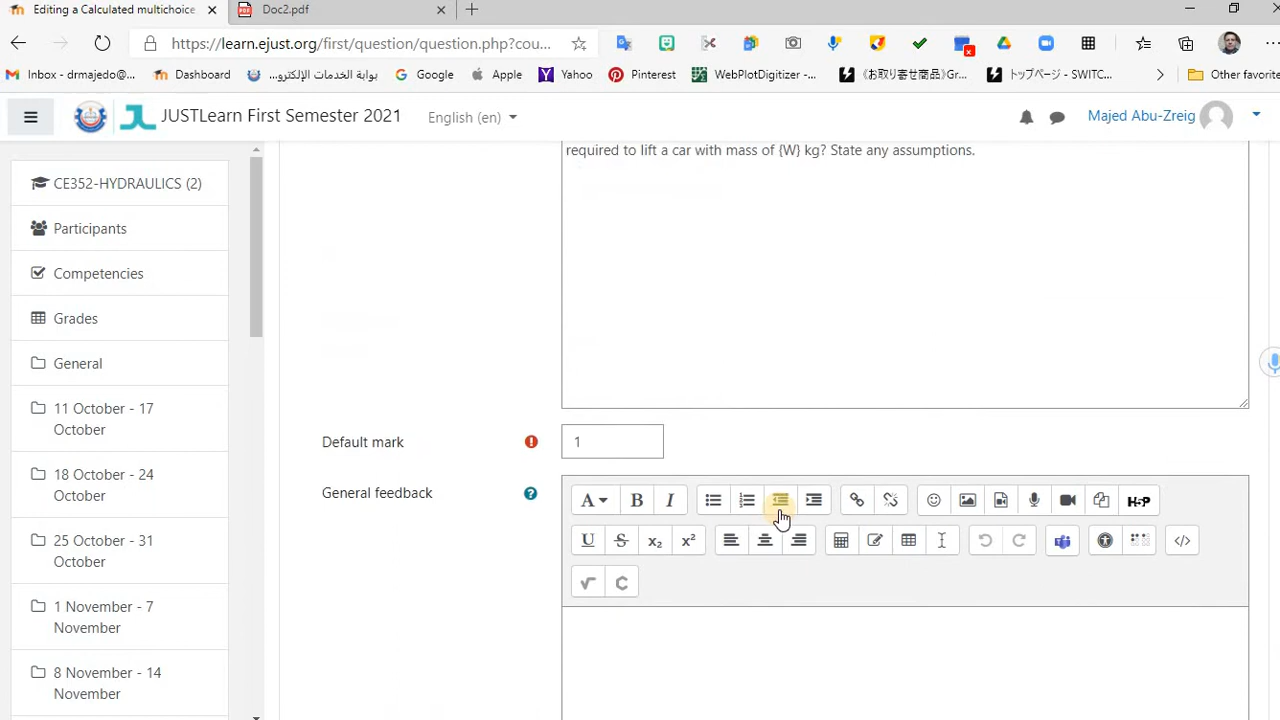 Editing a Calculated multichoice
Doc2.pdf
https://learn.ejust.org/first/question/question.php?cou...
Inbox - drmajedo@...
Dashboard
بوابة الخدمات الإلكترو...
Google
Apple
Yahoo
Pinterest
WebPlotDigitizer -...
《お取り寄せ商品》Gr...
トップページ - SWITC...
Other favorite
JUSTLearn First Semester 2021
English (en)
Majed Abu-Zreig
CE352-HYDRAULICS (2)
Participants
Competencies
Grades
General
11 October - 17
October
18 October - 24
October
25 October - 31
October
1 November - 7
November
8 November - 14
November
required to lift a car with mass of {W} kg? State any assumptions.
Default mark
1
General feedback
A
B
I
H-P
U
S
x₂
x²
</>
√
C